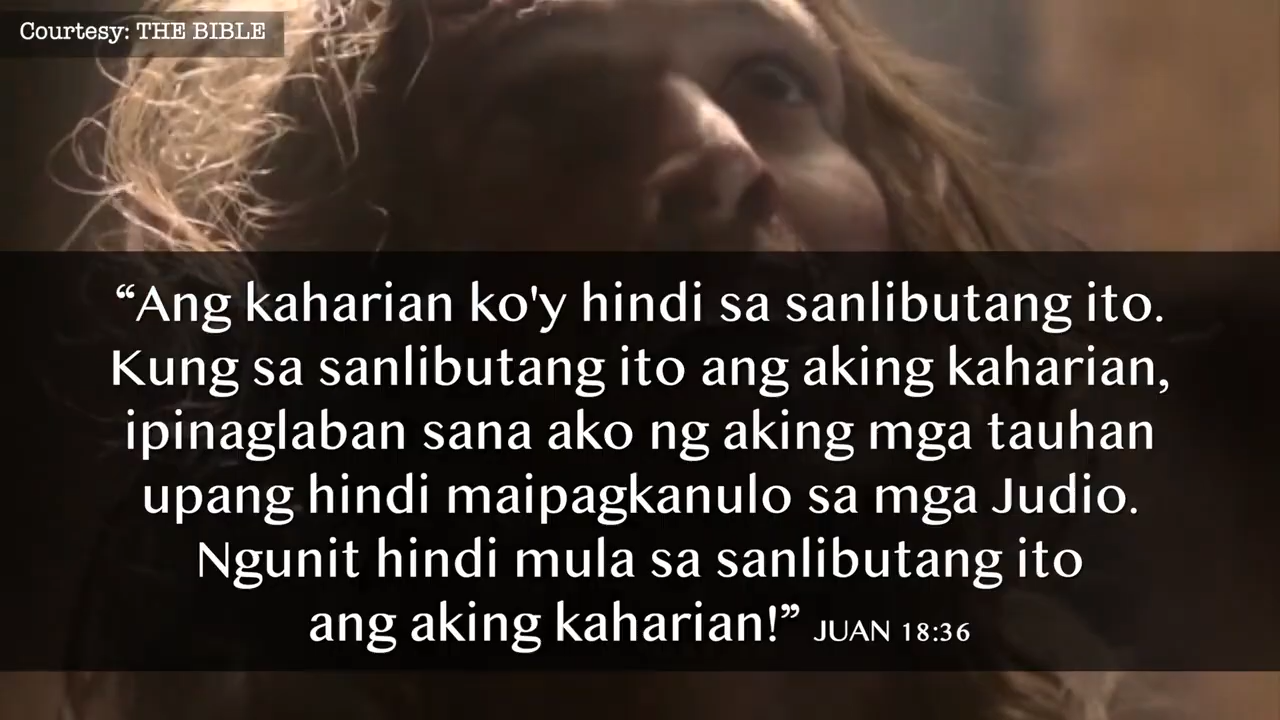 Courtesy: THE BIBLE
“Ang kaharian ko'y hindi sa sanlibutang ito.
Kung sa sanlibutang ito ang aking kaharian,
ipinaglaban sana ako ng aking mga tauhan
upang hindi maipagkanulo sa mga Judio.
Ngunit hindi mula sa sanlibutang ito
ang aking kaharian!” JUAN 18:36